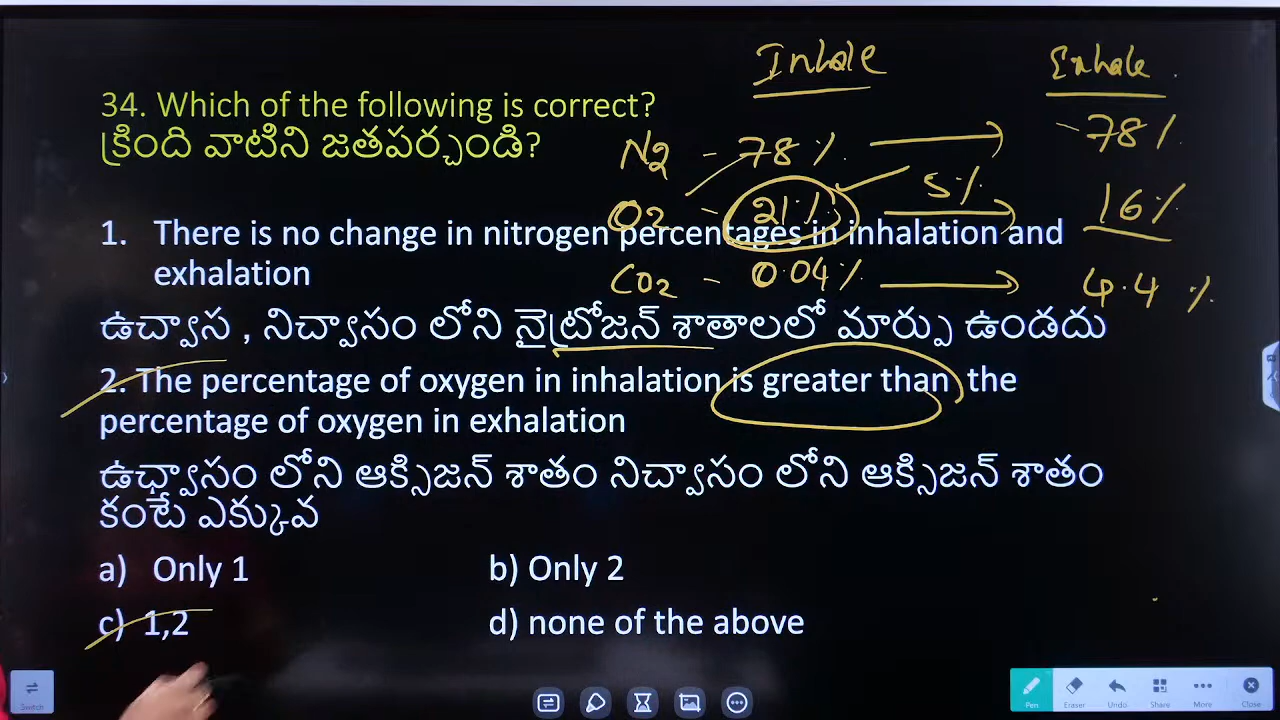 Inhale Exhale
34. Which of the following is correct?
క్రింది వాటిని జతపర్చండి?
N2 - 78% - 78%
O2 - 21% 5% 16%
CO2 - 0.04% 4.4 %
1. There is no change in nitrogen percentages in inhalation and
exhalation
ఉచ్వాస , నిచ్వాసం లోని నైట్రోజన్ శాతాలలో మార్పు ఉండదు
2. The percentage of oxygen in inhalation is greater than the
percentage of oxygen in exhalation
ఉఛ్వాసం లోని ఆక్సిజన్ శాతం నిచ్వాసం లోని ఆక్సిజన్ శాతం
కంటే ఎక్కువ
a) Only 1 b) Only 2
c) 1,2 d) none of the above
Switch Pen Eraser Undo Share More Close